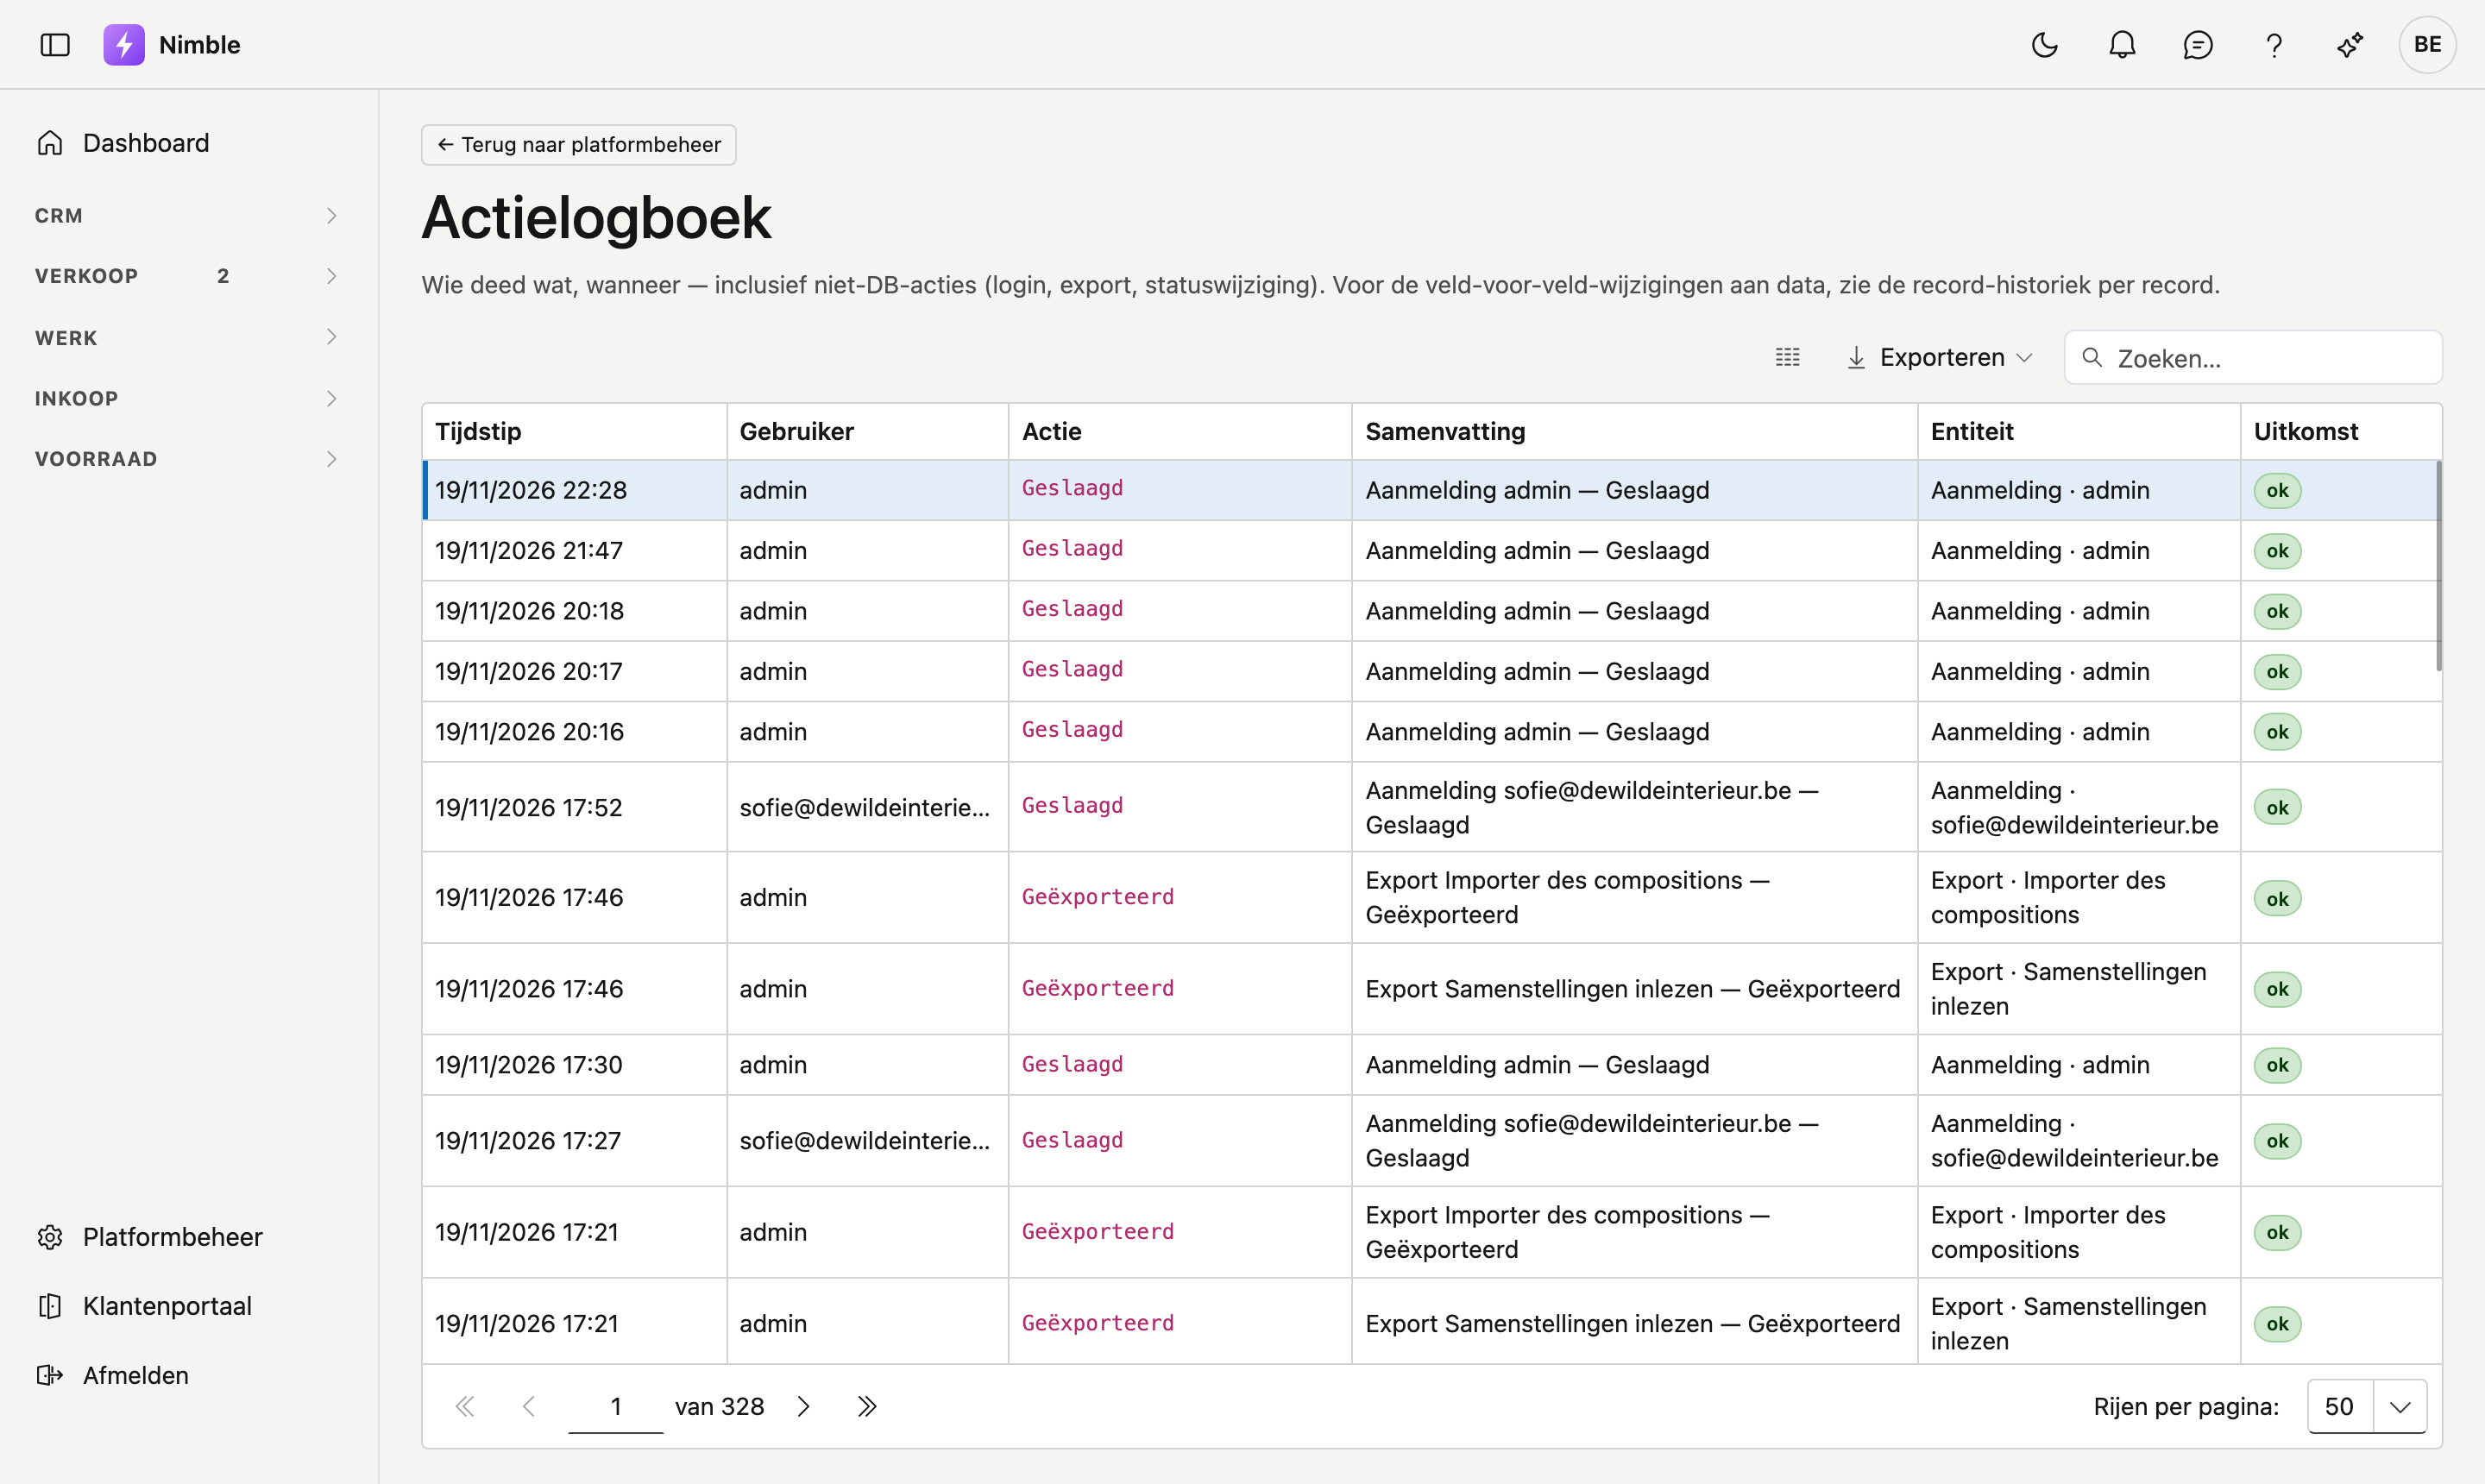 Nimble
BE
Dashboard
CRM
VERKOOP 2
WERK
INKOOP
VOORRAAD
Platformbeheer
Klantenportaal
Afmelden
← Terug naar platformbeheer
Actielogboek
Wie deed wat, wanneer — inclusief niet-DB-acties (login, export, statuswijziging). Voor de veld-voor-veld-wijzigingen aan data, zie de record-historiek per record.
Exporteren
Zoeken...
Tijdstip Gebruiker Actie Samenvatting Entiteit Uitkomst
19/11/2026 22:28 admin Geslaagd Aanmelding admin — Geslaagd Aanmelding · admin ok
19/11/2026 21:47 admin Geslaagd Aanmelding admin — Geslaagd Aanmelding · admin ok
19/11/2026 20:18 admin Geslaagd Aanmelding admin — Geslaagd Aanmelding · admin ok
19/11/2026 20:17 admin Geslaagd Aanmelding admin — Geslaagd Aanmelding · admin ok
19/11/2026 20:16 admin Geslaagd Aanmelding admin — Geslaagd Aanmelding · admin ok
19/11/2026 17:52 sofie@dewildeinterie... Geslaagd Aanmelding sofie@dewildeinterieur.be — Geslaagd Aanmelding · sofie@dewildeinterieur.be ok
19/11/2026 17:46 admin Geëxporteerd Export Importer des compositions — Geëxporteerd Export · Importer des compositions ok
19/11/2026 17:46 admin Geëxporteerd Export Samenstellingen inlezen — Geëxporteerd Export · Samenstellingen inlezen ok
19/11/2026 17:30 admin Geslaagd Aanmelding admin — Geslaagd Aanmelding · admin ok
19/11/2026 17:27 sofie@dewildeinterie... Geslaagd Aanmelding sofie@dewildeinterieur.be — Geslaagd Aanmelding · sofie@dewildeinterieur.be ok
19/11/2026 17:21 admin Geëxporteerd Export Importer des compositions — Geëxporteerd Export · Importer des compositions ok
19/11/2026 17:21 admin Geëxporteerd Export Samenstellingen inlezen — Geëxporteerd Export · Samenstellingen inlezen ok
1 van 328
Rijen per pagina: 50